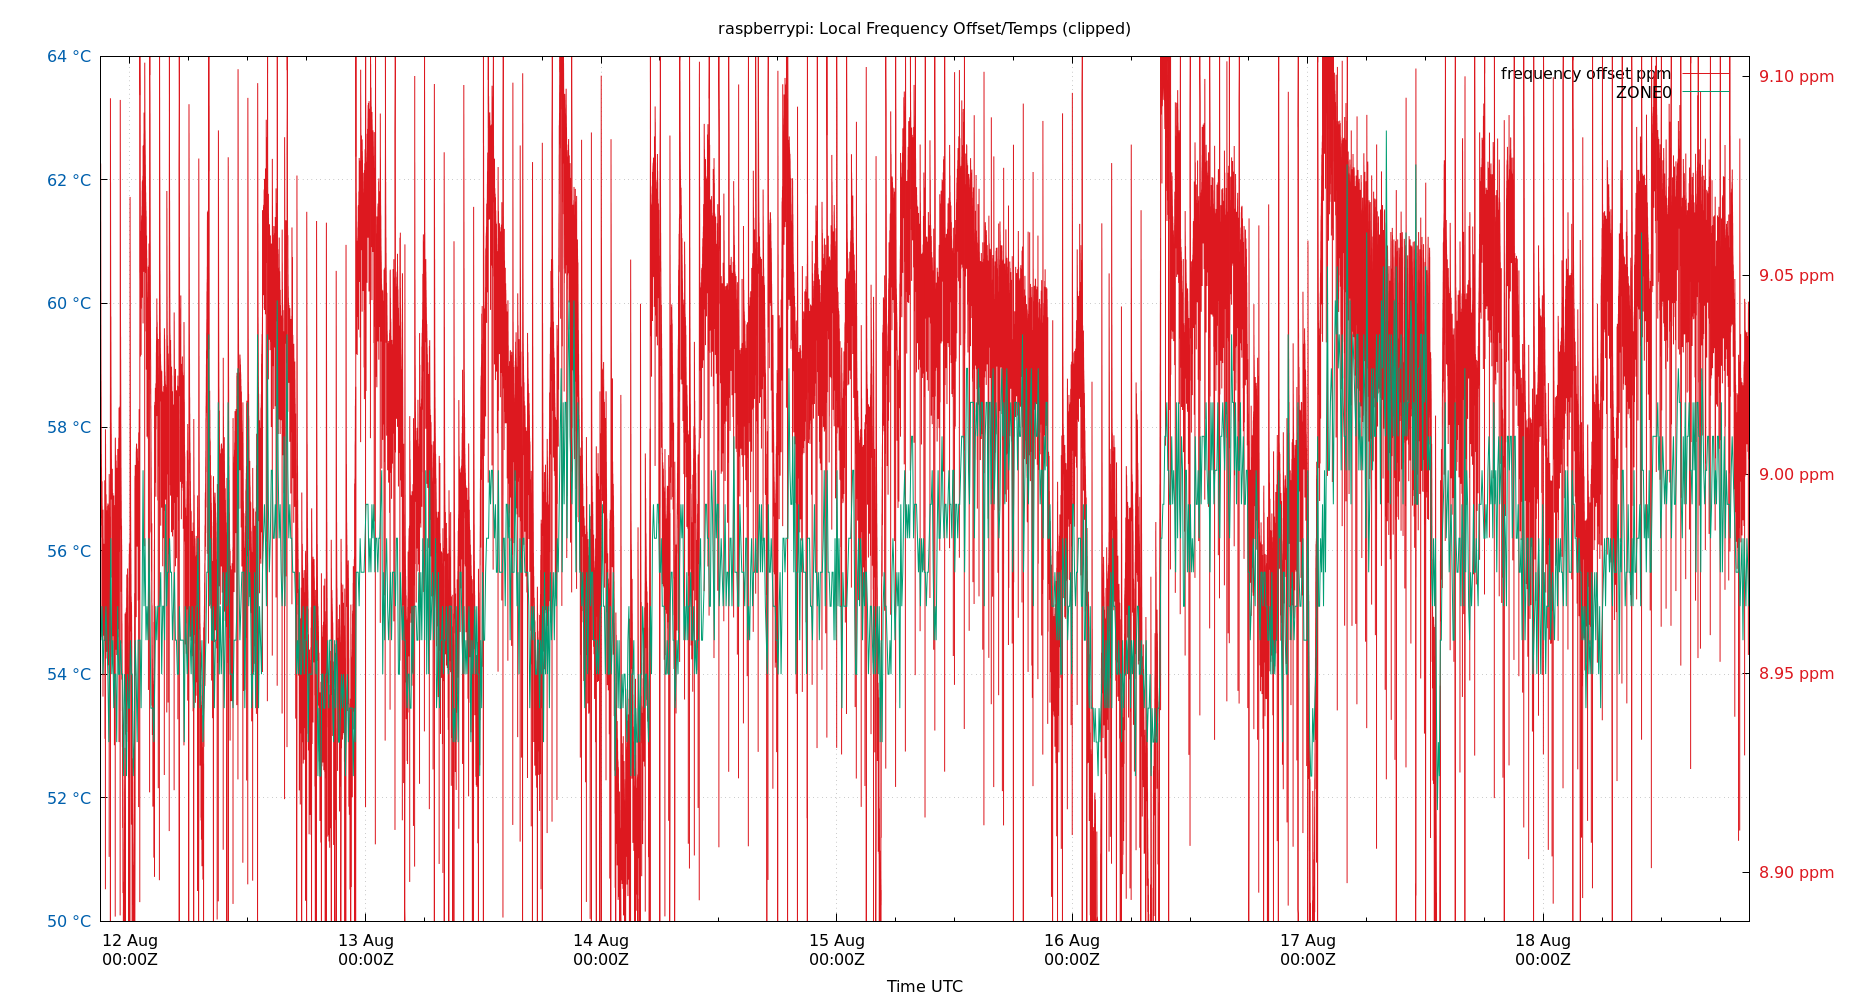 raspberrypi: Local Frequency Offset/Temps (clipped)
64 °C
62 °C
60 °C
58 °C
56 °C
54 °C
52 °C
50 °C
frequency offset ppm
ZONE0
9.10 ppm
9.05 ppm
9.00 ppm
8.95 ppm
8.90 ppm
12 Aug
00:00Z
13 Aug
00:00Z
14 Aug
00:00Z
15 Aug
00:00Z
16 Aug
00:00Z
17 Aug
00:00Z
18 Aug
00:00Z
Time UTC